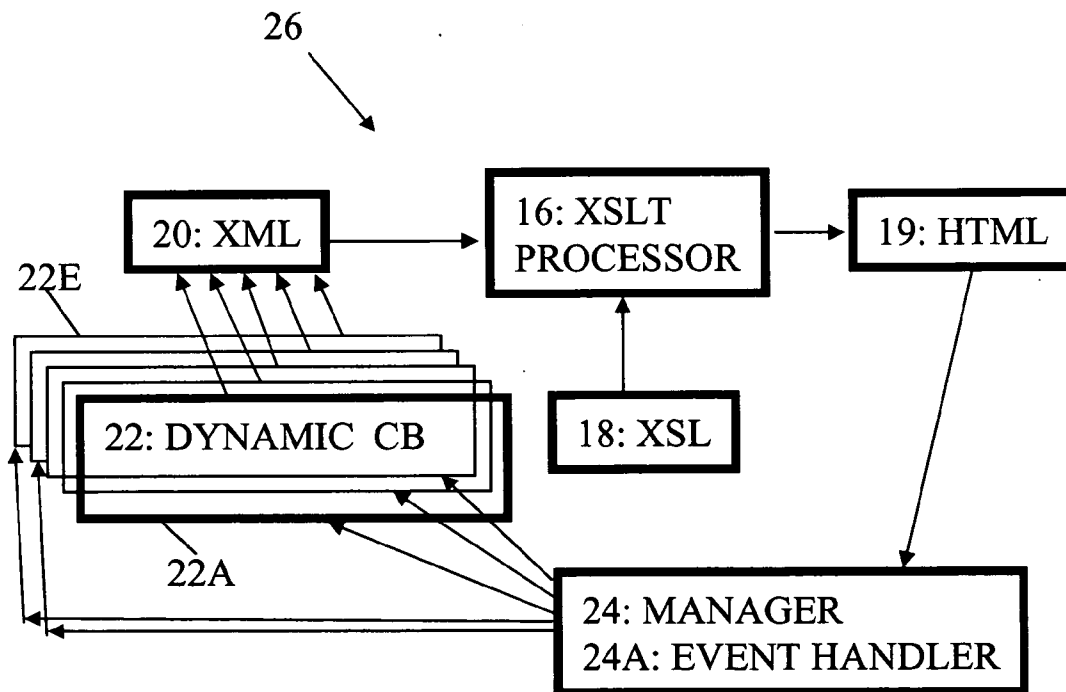 26
20: XML
16: XSLT
PROCESSOR
19: HTML
22E
22: DYNAMIC CB
18: XSL
22A
24: MANAGER
24A: EVENT HANDLER